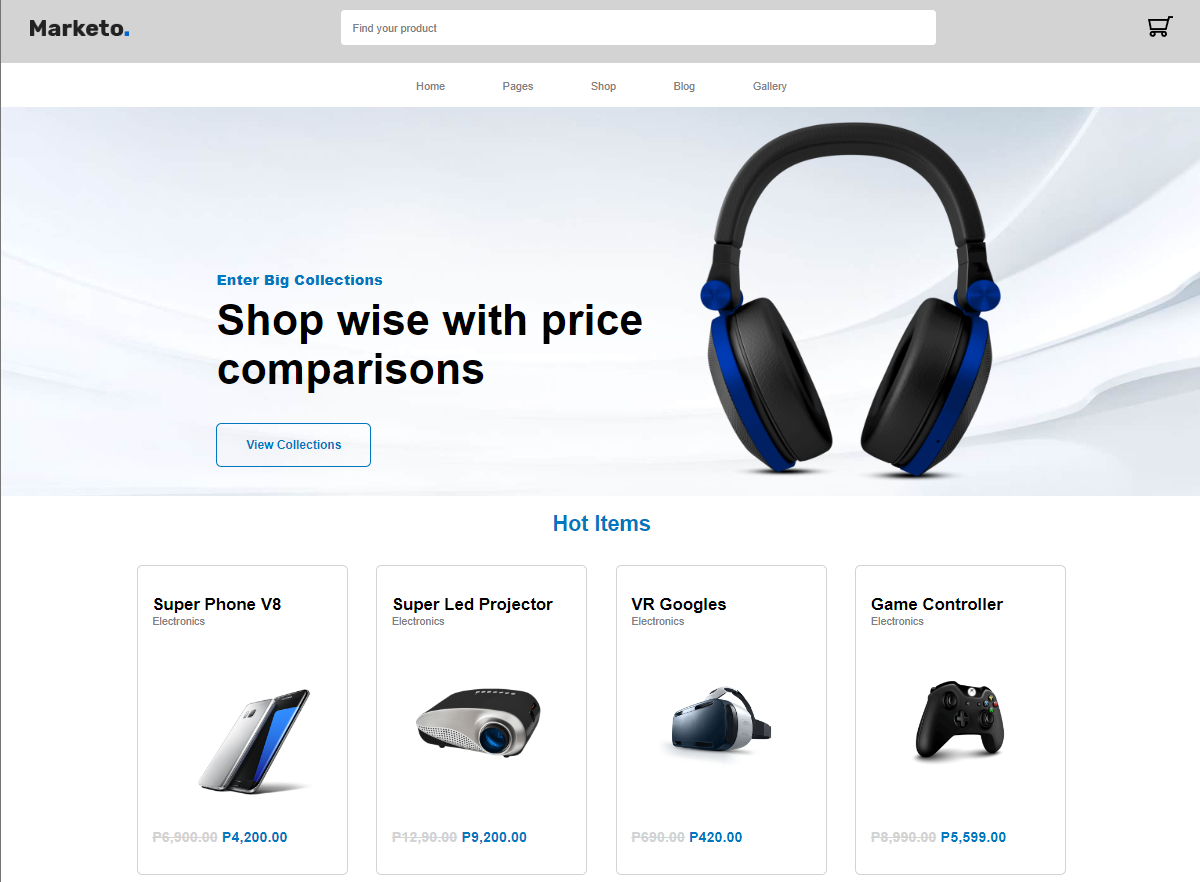 Marketo.
Find your product
Home Pages Shop Blog Gallery
Enter Big Collections
Shop wise with price
comparisons
View Collections
Hot Items
Super Phone V8
Electronics
P6,900.00 P4,200.00
Super Led Projector
Electronics
P12,90.00 P9,200.00
VR Googles
Electronics
P690.00 P420.00
Game Controller
Electronics
P8,990.00 P5,599.00